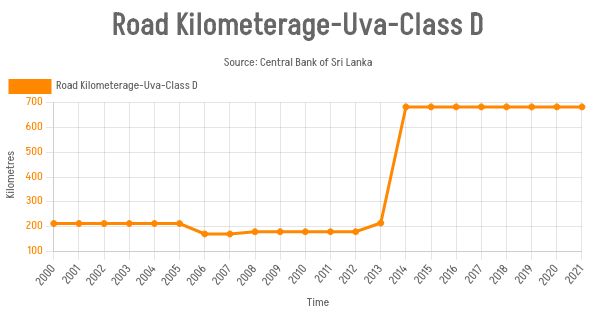 Road Kilometerage-Uva-Class D
Source: Central Bank of Sri Lanka
Road Kilometerage-Uva-Class D
700
600
500
400
300
200
100
Kilometres
2000 2001 2002 2003 2004 2005 2006 2007 2008 2009 2010 2011 2012 2013 2014 2015 2016 2017 2018 2019 2020 2021
Time